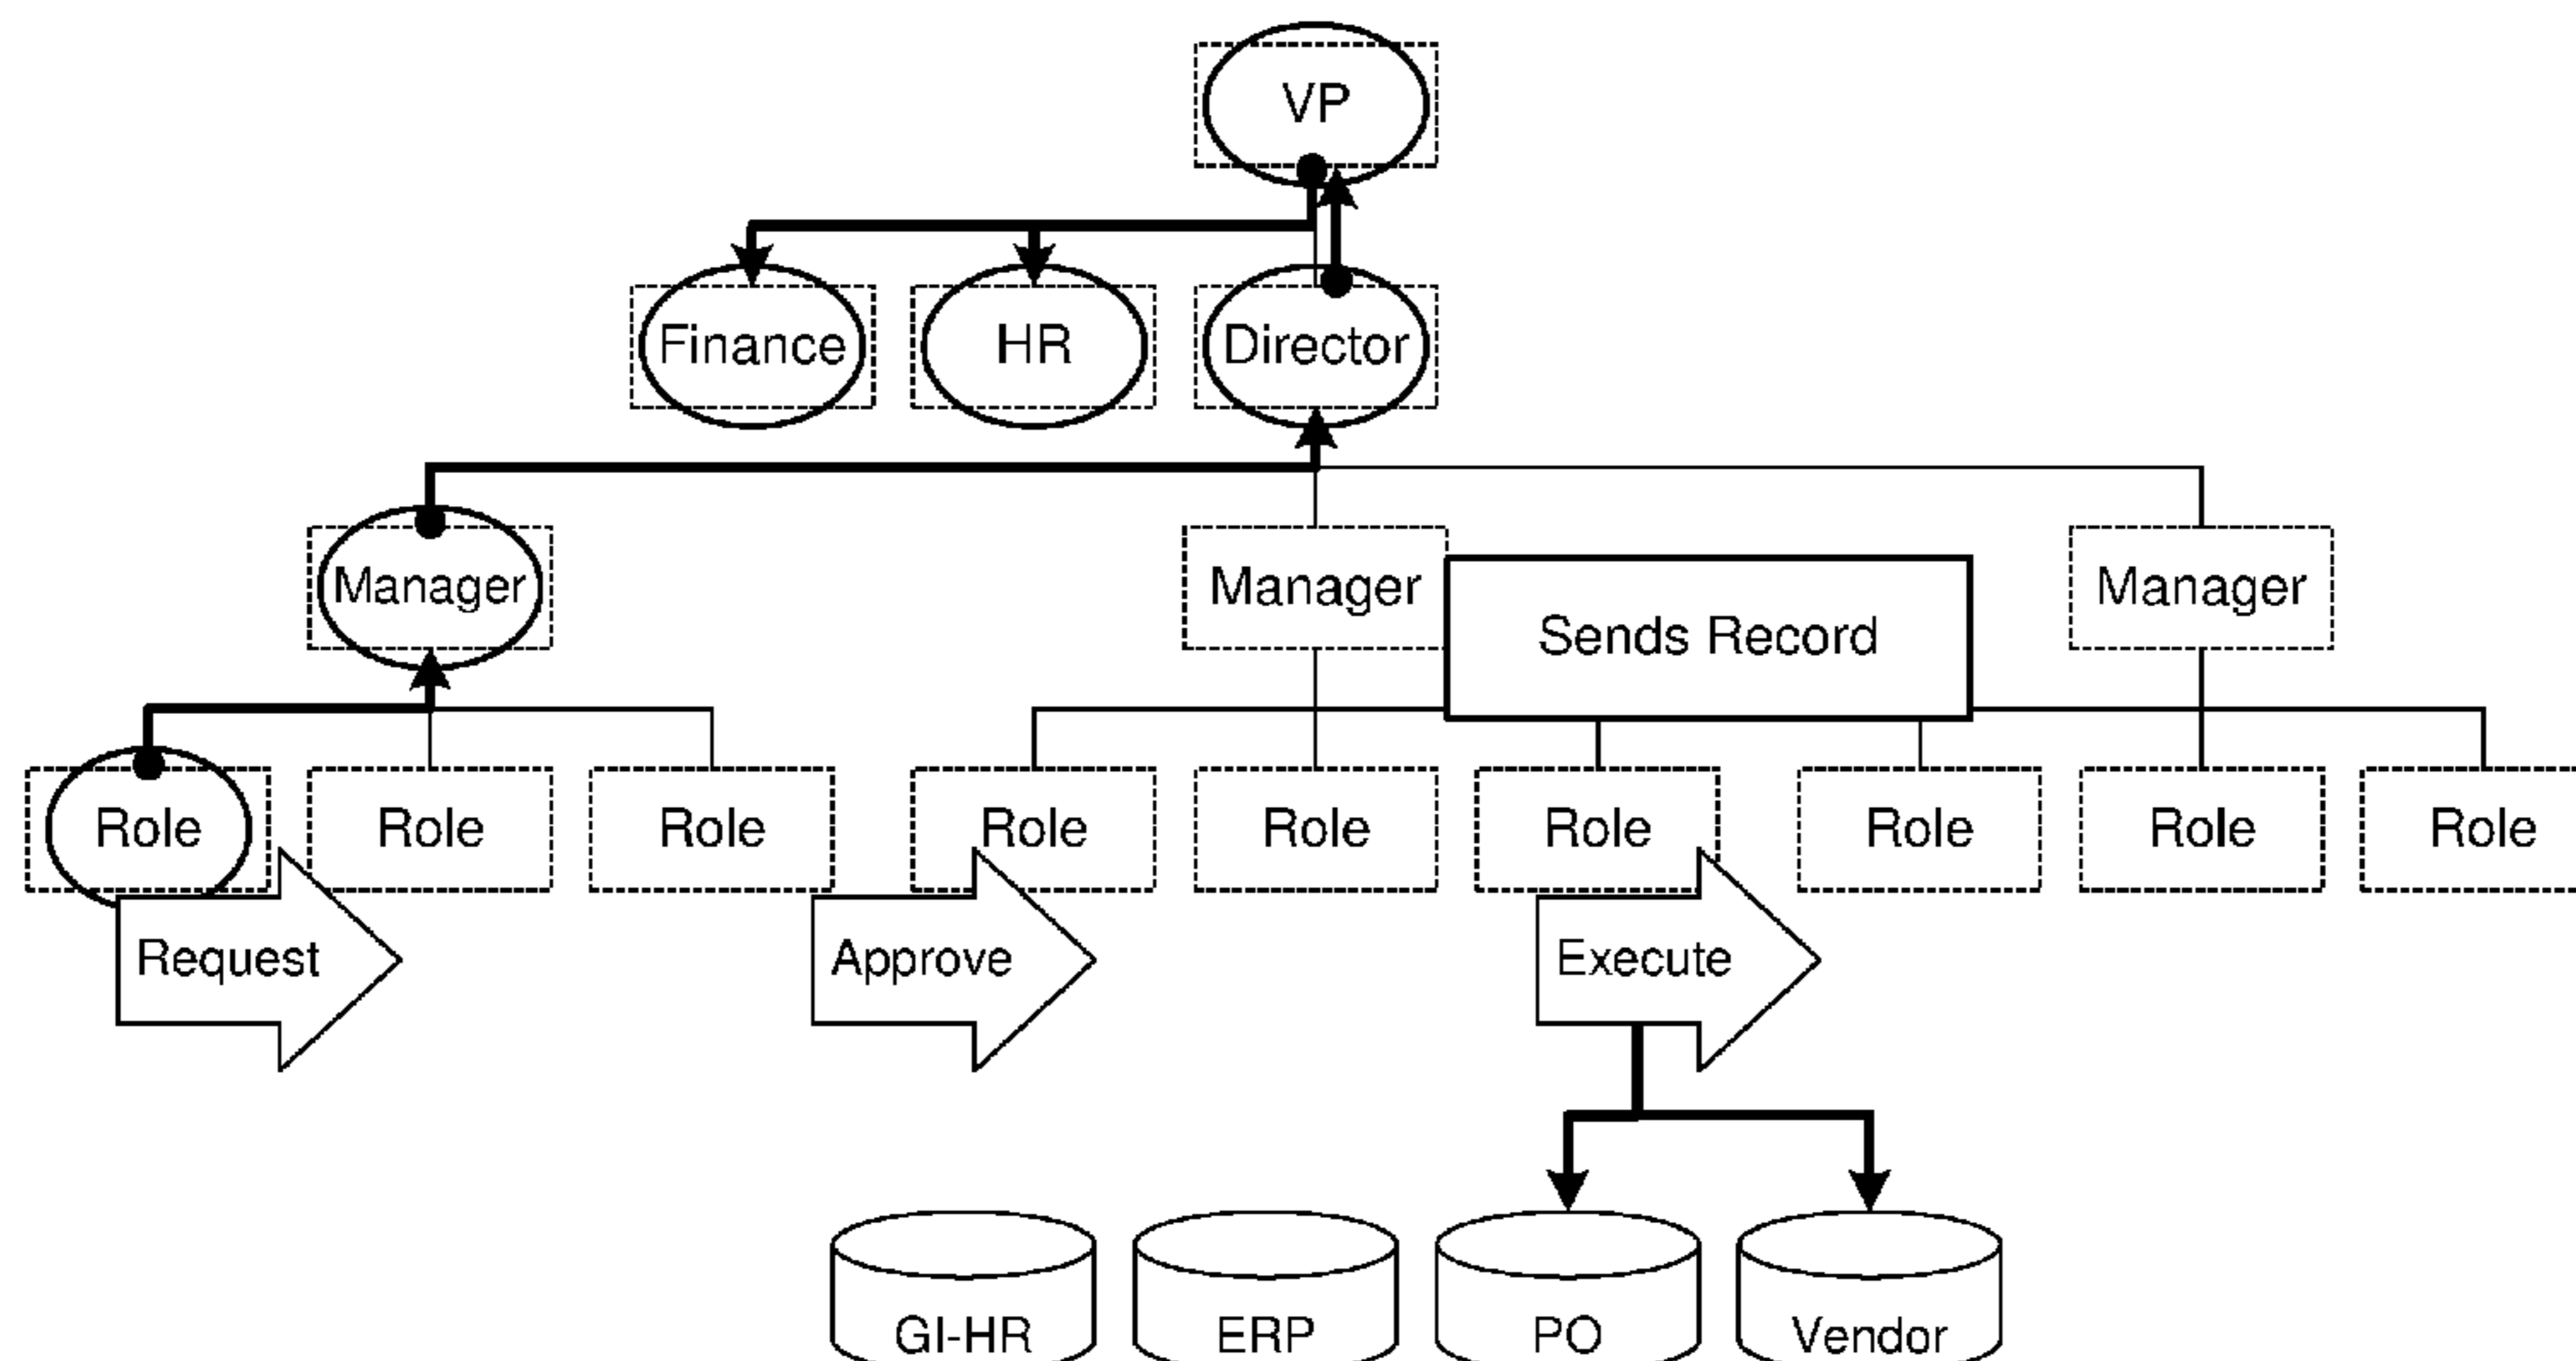 VP
Finance
HR
Director
Manager
Manager
Sends Record
Manager
Role
Role
Role
Role
Role
Role
Role
Role
Role
Request
Approve
Execute
GI-HR
ERP
PO
Vendor